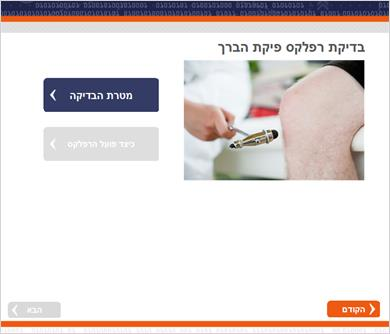 בדיקת רפלקס פיקת הברך
מטרת הבדיקה
כיצד פועל הרפלקס
הקודם
הבא